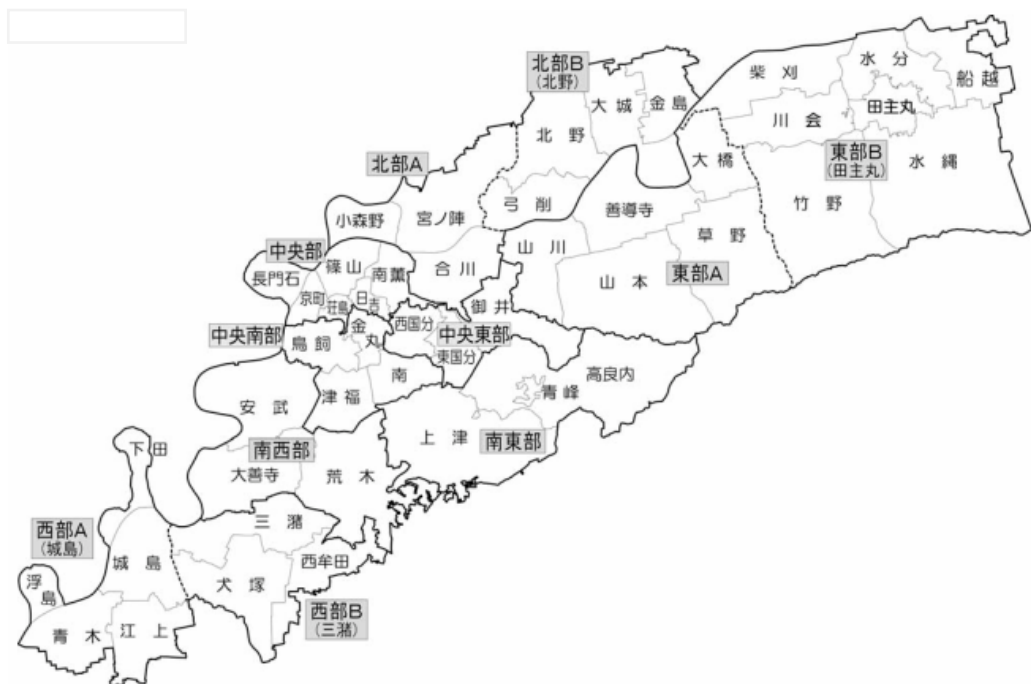 北部B
(北野)
柴刈
水分
船越
大城
金島
田主丸
北野
川会
北部A
大橋
東部B
(田主丸)
水縄
弓削
善導寺
竹野
小森野
宮ノ陣
草野
中央部
篠山
山川
長門石
南薫
合川
山本
東部A
京町
荘島
日吉
御井
中央南部
金丸
西国分
中央東部
鳥飼
東国分
南
高良内
津福
青峰
安武
上津
南東部
下田
南西部
大善寺
荒木
西部A
(城島)
三潴
城島
西牟田
浮島
犬塚
西部B
(三潴)
青木
江上